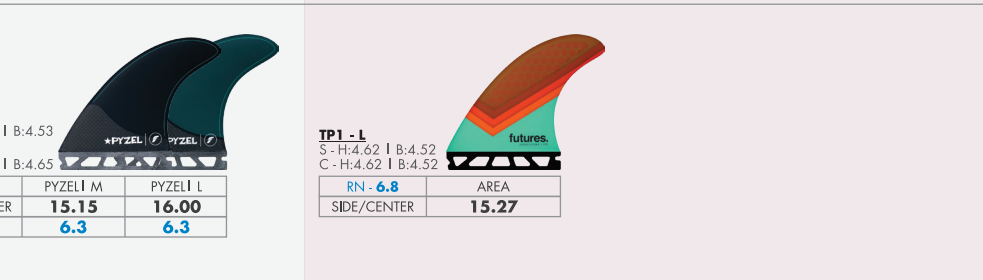 ★PYZEL PYZEL
| B:4.53
| B:4.65
PYZEL| M PYZEL| L
ER 15.15 16.00
6.3 6.3
futures.
TP1 - L
S - H:4.62 | B:4.52
C - H:4.62 | B:4.52
RN - 6.8 AREA
SIDE/CENTER 15.27